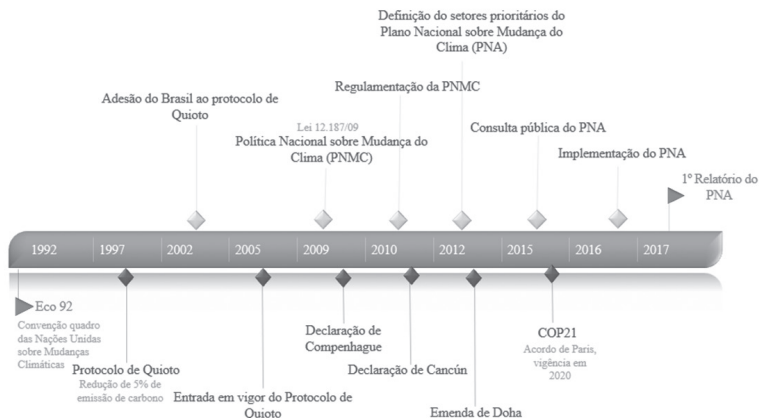 Definição do setores prioritários do
Plano Nacional sobre Mudança do
Clima (PNA)
Regulamentação da PNMC
Adesão do Brasil ao protocolo de
Quioto
Lei 12.187/09
Política Nacional sobre Mudança do
Clima (PNMC)
Consulta pública do PNA
Implementação do PNA
1º Relatório do
PNA
1992
1997
2002
2005
2009
2010
2012
2015
2016
2017
Eco 92
Convenção quadro
das Nações Unidas
sobre Mudanças
Climáticas
Protocolo de Quioto
Redução de 5% de
emissão de carbono
Entrada em vigor do Protocolo de
Quioto
Declaração de
Compenhague
Declaração de Cancún
Emenda de Doha
COP21
Acordo de Paris,
vigência em
2020